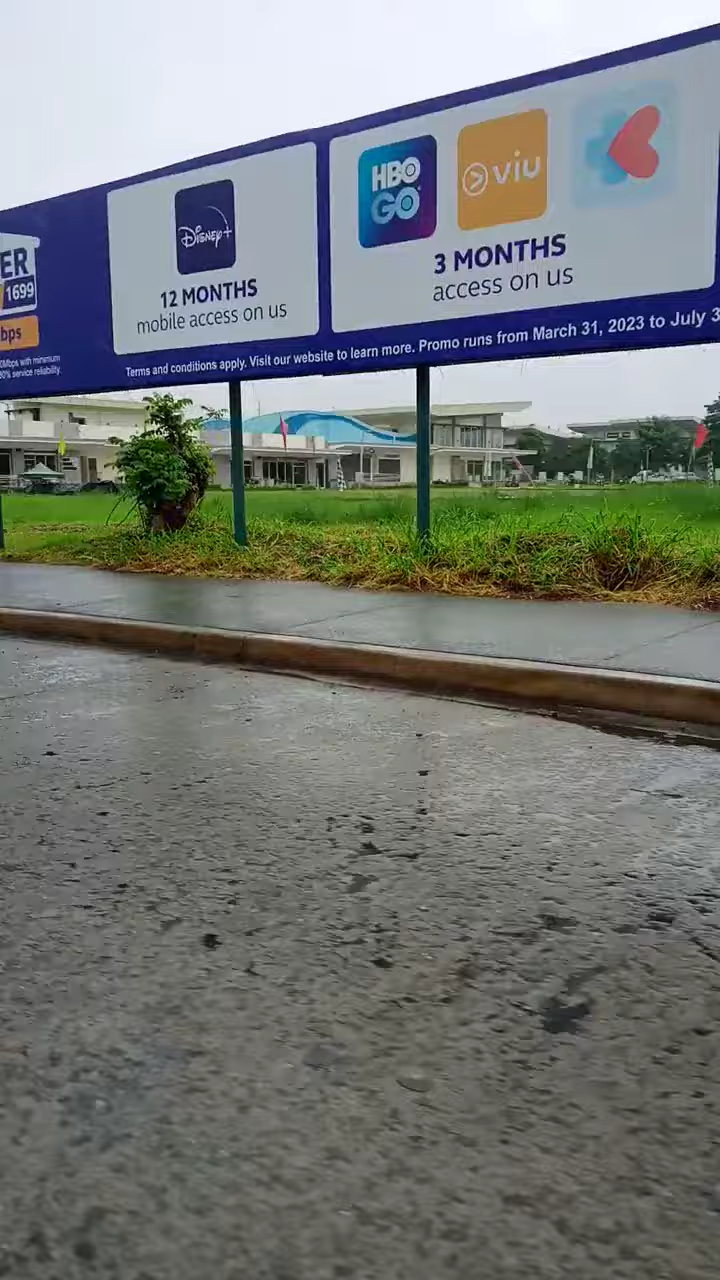 ER
1699
bps
0Mbps with minimum
80% service reliability.
Disney+
12 MONTHS
mobile access on us
HBO
GO
viu
3 MONTHS
access on us
Terms and conditions apply. Visit our website to learn more. Promo runs from March 31, 2023 to July 3